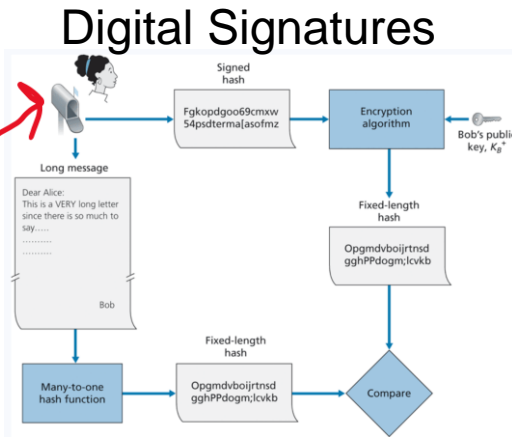 Digital Signatures
Signed
hash
Fgkopdgoo69cmxw
54psdterma[asofmz
Encryption
algorithm
Bob's public
key, K_B⁺
Long message
Dear Alice:
This is a VERY long letter
since there is so much to
say.....
..........
..........
Bob
Fixed-length
hash
Opgmdvboijrtnsd
gghPPdogm;lcvkb
Many-to-one
hash function
Fixed-length
hash
Opgmdvboijrtnsd
gghPPdogm;lcvkb
Compare